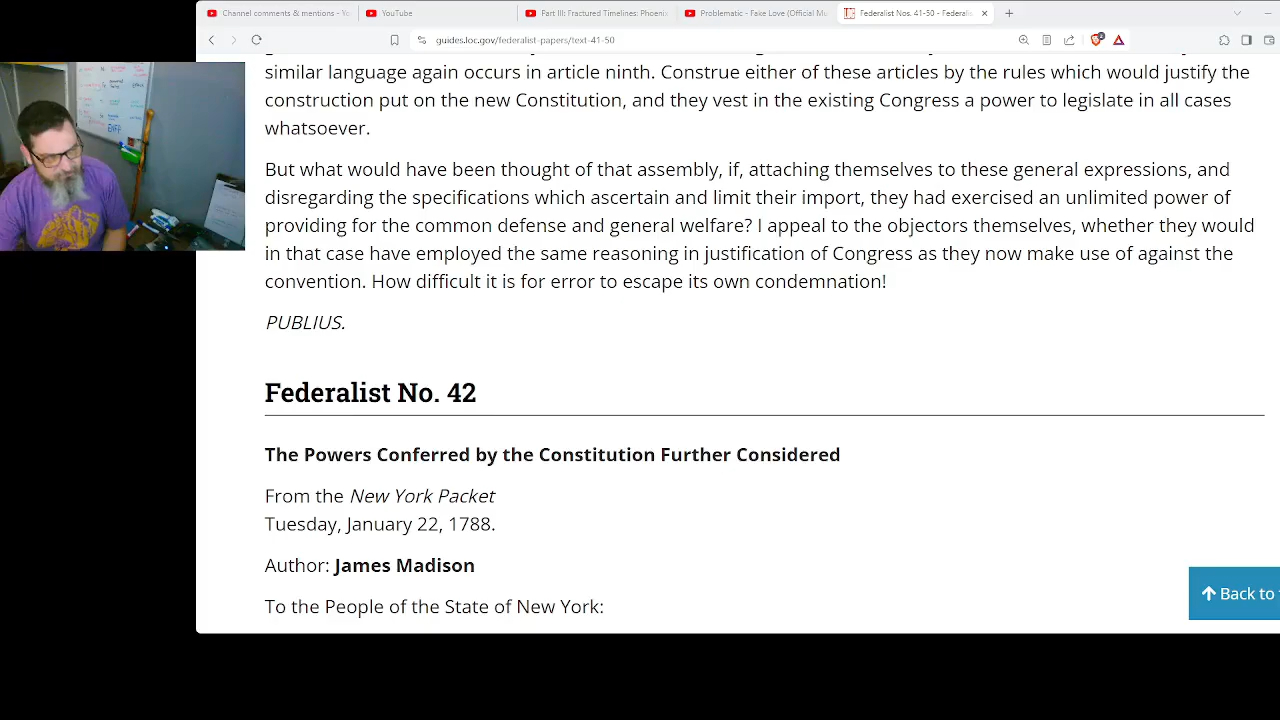 Channel comments & mentions - Yo
YouTube
Part III: Fractured Timelines: Phoenix
Problematic - Fake Love (Official Mu
Federalist Nos. 41-50 - Federalis
guides.loc.gov/federalist-papers/text-41-50
similar language again occurs in article ninth. Construe either of these articles by the rules which would justify the
construction put on the new Constitution, and they vest in the existing Congress a power to legislate in all cases
whatsoever.
But what would have been thought of that assembly, if, attaching themselves to these general expressions, and
disregarding the specifications which ascertain and limit their import, they had exercised an unlimited power of
providing for the common defense and general welfare? I appeal to the objectors themselves, whether they would
in that case have employed the same reasoning in justification of Congress as they now make use of against the
convention. How difficult it is for error to escape its own condemnation!
PUBLIUS.
Federalist No. 42
The Powers Conferred by the Constitution Further Considered
From the New York Packet
Tuesday, January 22, 1788.
Author: James Madison
To the People of the State of New York:
Back to